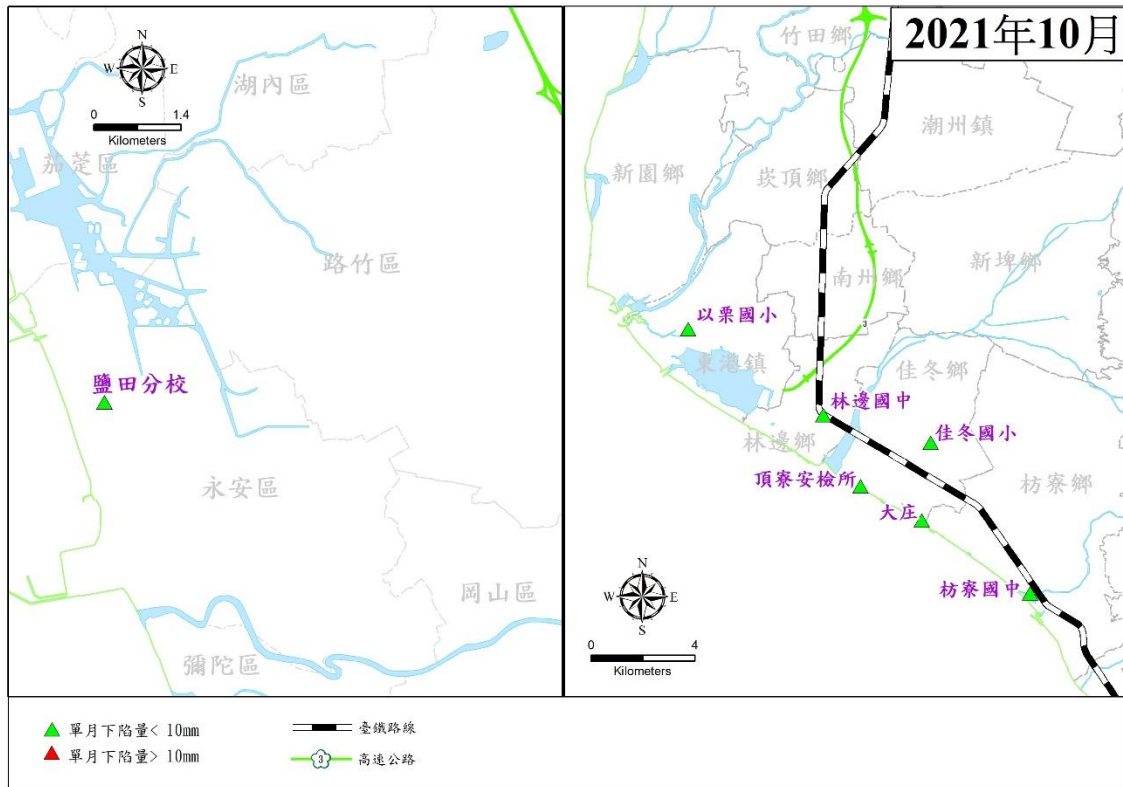 2021年10月
N
W E
S
0 1.4
Kilometers
湖內區
茄萣區
路竹區
鹽田分校
永安區
岡山區
彌陀區
竹田鄉
潮州鎮
新園鄉
崁頂鄉
新埤鄉
南州鄉
以栗國小
3
東港鎮
佳冬鄉
林邊國中
林邊鄉
佳冬國小
頂寮安檢所
枋寮鄉
大庄
枋寮國中
N
W E
S
0 4
Kilometers
單月下陷量< 10mm
臺鐵路線
單月下陷量> 10mm
3
高速公路